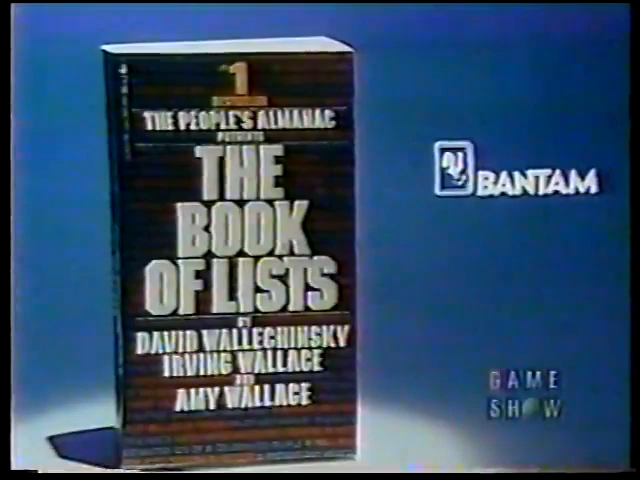 #1
THE PEOPLE'S ALMANAC
PRESENTS
THE
BOOK
OF LISTS
BY
DAVID WALLECHINSKY
IRVING WALLACE
AND
AMY WALLACE
BANTAM
GAME
SHOW